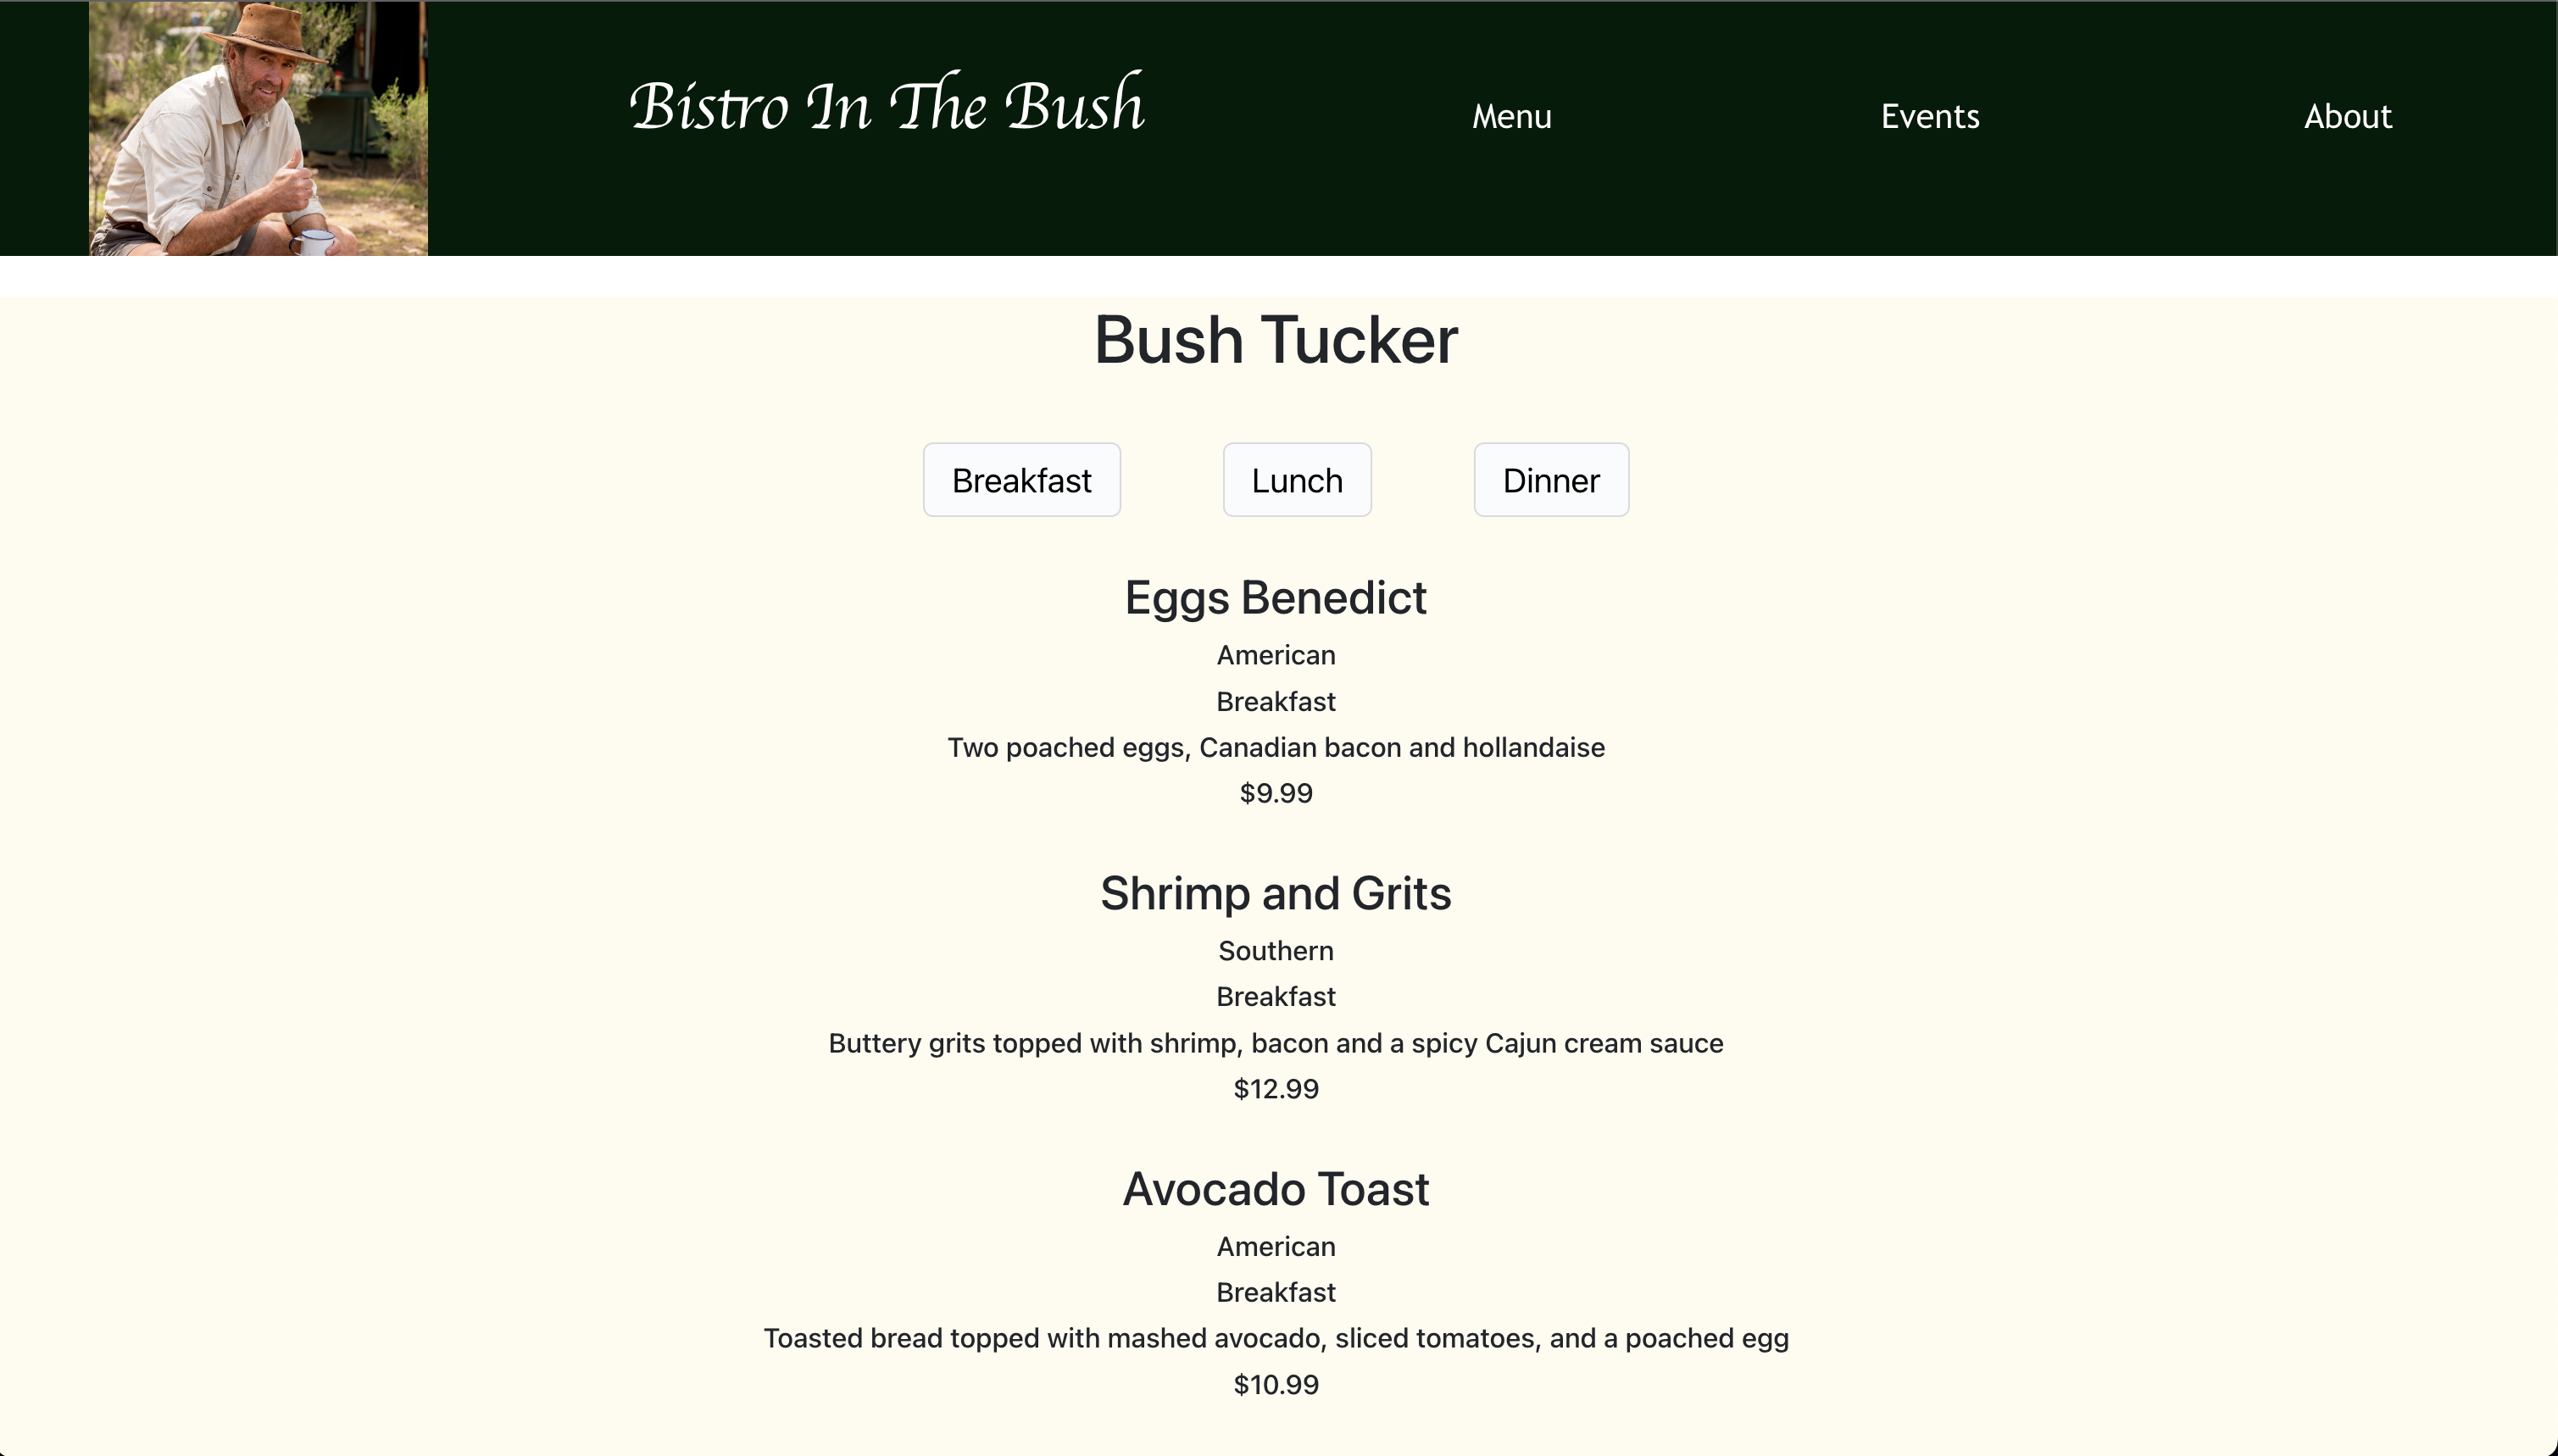 Bistro In The Bush
Menu
Events
About
Bush Tucker
Breakfast
Lunch
Dinner
Eggs Benedict
American
Breakfast
Two poached eggs, Canadian bacon and hollandaise
$9.99
Shrimp and Grits
Southern
Breakfast
Buttery grits topped with shrimp, bacon and a spicy Cajun cream sauce
$12.99
Avocado Toast
American
Breakfast
Toasted bread topped with mashed avocado, sliced tomatoes, and a poached egg
$10.99